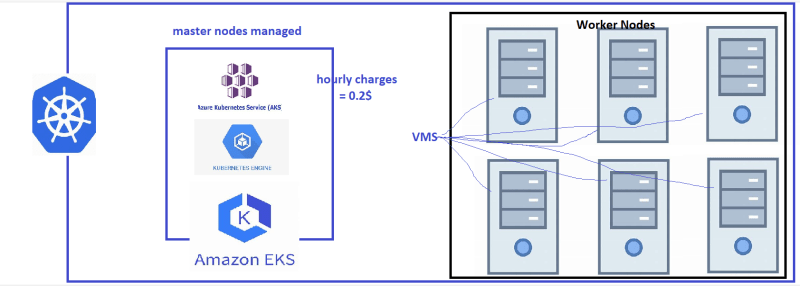 master nodes managed
Azure Kubernetes Service (AKS)
KUBERNETES ENGINE
K
Amazon EKS
hourly charges
= 0.2$
VMS
Worker Nodes